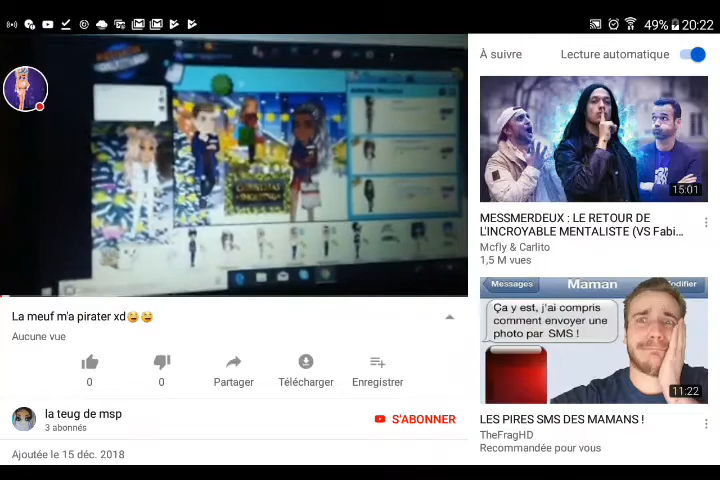 49% 20:22
À suivre
Lecture automatique
15:01
MESSMERDEUX : LE RETOUR DE
L'INCROYABLE MENTALISTE (VS Fabi...
Mcfly & Carlito
1,5 M vues
La meuf m'a pirater xd😂😂
Aucune vue
0
0
Partager
Télécharger
Enregistrer
la teug de msp
3 abonnés
S'ABONNER
Ajoutée le 15 déc. 2018
Messages
Maman
odifier
Ça y est, j'ai compris
comment envoyer une
photo par SMS !
11:22
LES PIRES SMS DES MAMANS !
TheFragHD
Recommandée pour vous